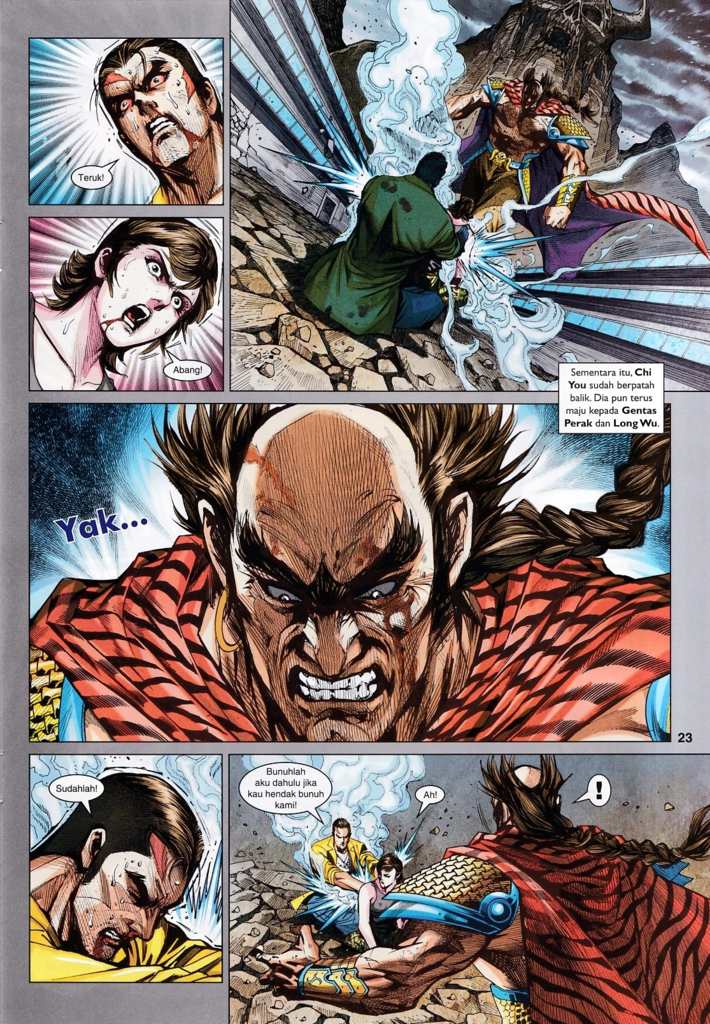 Teruk!
Abang!
Sementara itu, Chi
You sudah berpatah
balik. Dia pun terus
maju kepada Gentas
Perak dan Long Wu.
Yak...
23
Sudahlah!
Bunuhlah
aku dahulu jika
kau hendak bunuh
kami!
Ah!
!